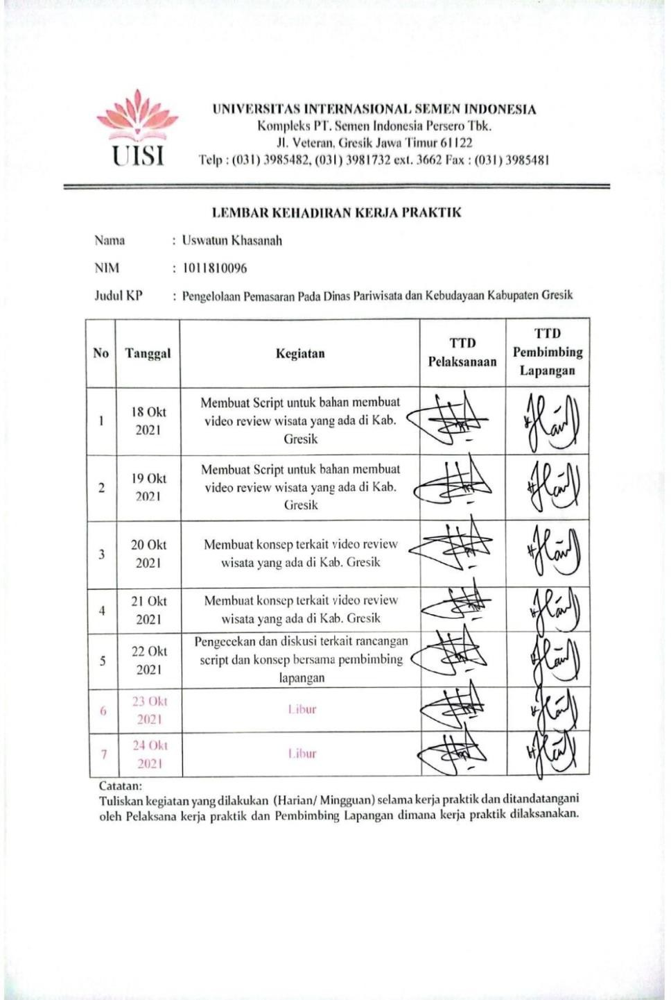 UNIVERSITAS INTERNASIONAL SEMEN INDONESIA
Kompleks PT. Semen Indonesia Persero Tbk.
Jl. Veteran, Gresik Jawa Timur 61122
Telp : (031) 3985482, (031) 3981732 ext. 3662 Fax : (031) 3985481
UISI
LEMBAR KEHADIRAN KERJA PRAKTIK
Nama : Uswatun Khasanah
NIM : 1011810096
Judul KP : Pengelolaan Pemasaran Pada Dinas Pariwisata dan Kebudayaan Kabupaten Gresik
No Tanggal Kegiatan TTD Pelaksanaan TTD Pembimbing Lapangan
1 18 Okt 2021 Membuat Script untuk bahan membuat
video review wisata yang ada di Kab.
Gresik
2 19 Okt 2021 Membuat Script untuk bahan membuat
video review wisata yang ada di Kab.
Gresik
3 20 Okt 2021 Membuat konsep terkait video review
wisata yang ada di Kab. Gresik
4 21 Okt 2021 Membuat konsep terkait video review
wisata yang ada di Kab. Gresik
5 22 Okt 2021 Pengecekan dan diskusi terkait rancangan
script dan konsep bersama pembimbing
lapangan
6 23 Okt 2021 Libur
7 24 Okt 2021 Libur
Catatan:
Tuliskan kegiatan yang dilakukan (Harian/ Mingguan) selama kerja praktik dan ditandatangani
oleh Pelaksana kerja praktik dan Pembimbing Lapangan dimana kerja praktik dilaksanakan.